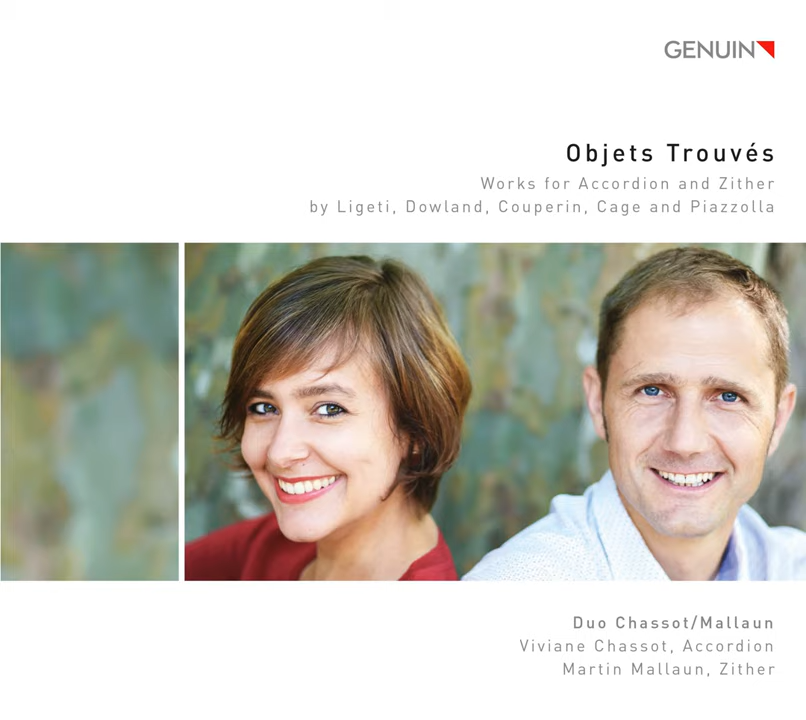 GENUIN
Objets Trouvés
Works for Accordion and Zither
by Ligeti, Dowland, Couperin, Cage and Piazzolla
Duo Chassot/Mallaun
Viviane Chassot, Accordion
Martin Mallaun, Zither